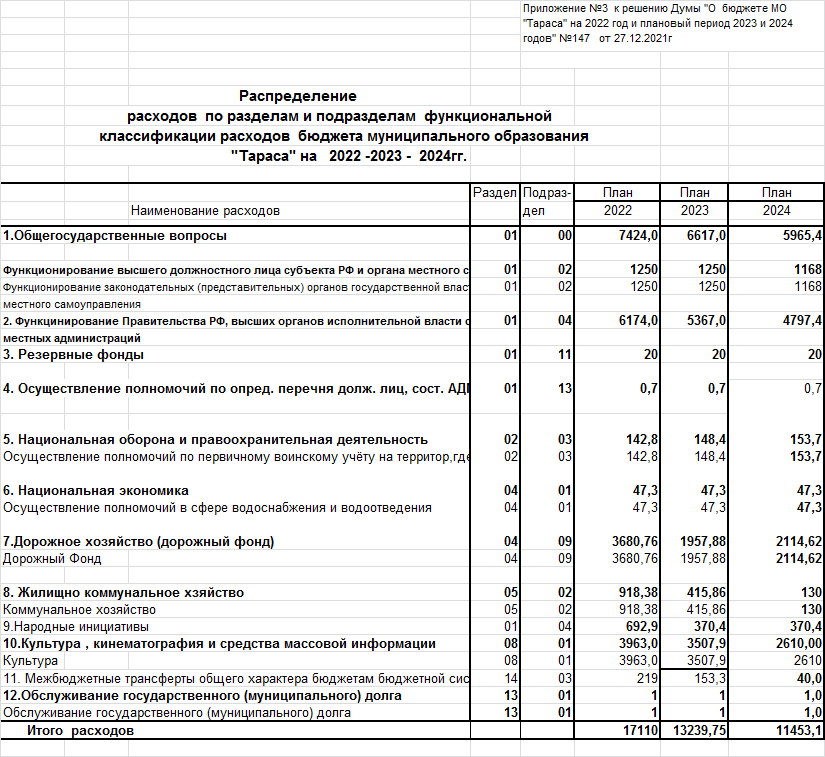 Приложение №3 к решению Думы "О бюджете МО
"Тараса" на 2022 год и плановый период 2023 и 2024
годов" №147 от 27.12.2021г
Распределение
расходов по разделам и подразделам функциональной
классификации расходов бюджета муниципального образования
"Тараса" на 2022 -2023 - 2024гг.
Раздел Подраз- План План План
Наименование расходов дел 2022 2023 2024
1.Общегосударственные вопросы 01 00 7424,0 6617,0 5965,4
Функционирование высшего должностного лица субъекта РФ и органа местного с 01 02 1250 1250 1168
Функционирование законодательных (представительных) органов государственной влас 01 02 1250 1250 1168
местного самоуправления
2. Функцинирование Правительства РФ, высших органов исполнительной власти с 01 04 6174,0 5367,0 4797,4
местных администраций
3. Резервные фонды 01 11 20 20 20
4. Осуществление полномочий по опред. перечня долж. лиц, сост. АДІ 01 13 0,7 0,7 0,7
5. Национальная оборона и правоохранительная деятельность 02 03 142,8 148,4 153,7
Осуществление полномочий по первичному воинскому учёту на территор,где 02 03 142,8 148,4 153,7
6. Национальная экономика 04 01 47,3 47,3 47,3
Осуществление полномочий в сфере водоснабжения и водоотведения 04 01 47,3 47,3 47,3
7.Дорожное хозяйство (дорожный фонд) 04 09 3680,76 1957,88 2114,62
Дорожный Фонд 04 09 3680,76 1957,88 2114,62
8. Жилищно коммунальное хзяйство 05 02 918,38 415,86 130
Коммунальное хозяйство 05 02 918,38 415,86 130
9.Народные инициативы 01 04 692,9 370,4 370,4
10.Культура , кинематография и средства массовой информации 08 01 3963,0 3507,9 2610,00
Культура 08 01 3963,0 3507,9 2610
11. Межбюджетные трансферты общего характера бюджетам бюджетной сис 14 03 219 153,3 40,0
12.Обслуживание государственного (муниципального) долга 13 01 1 1 1,0
Обслуживание государственного (муниципального) долга 13 01 1 1 1,0
Итого расходов 17110 13239,75 11453,1